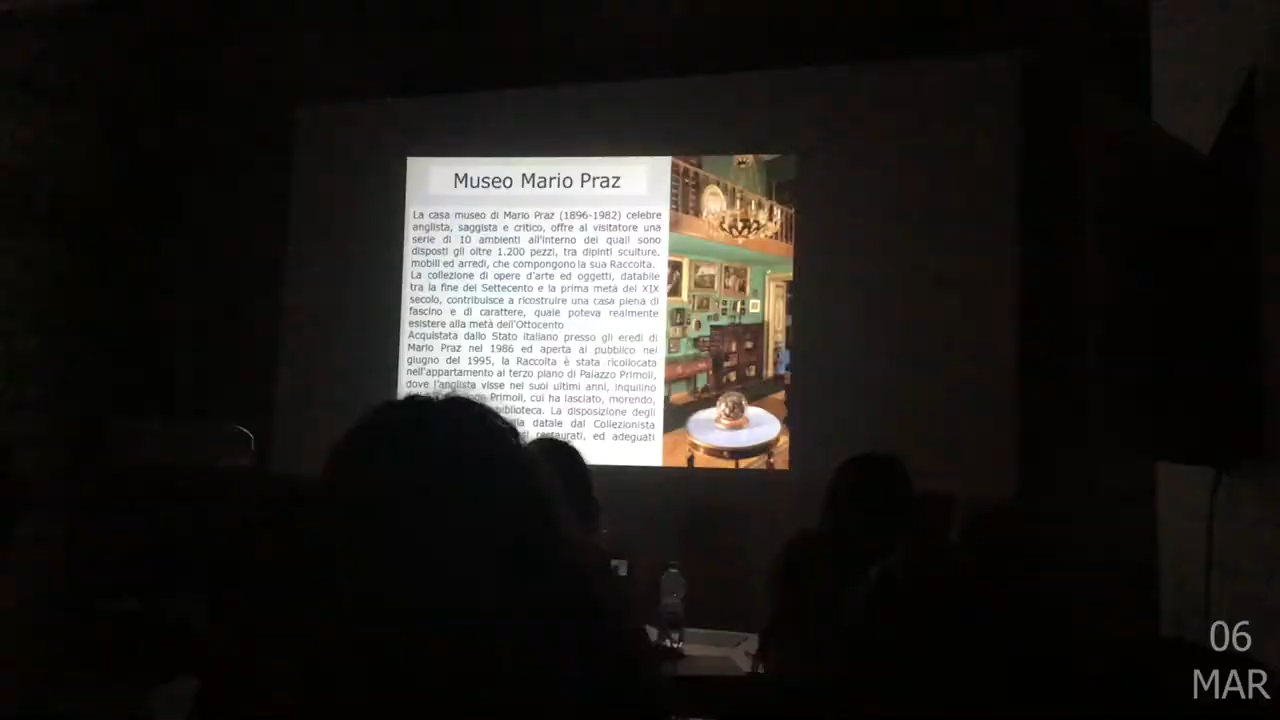 Museo Mario Praz
La casa museo di Mario Praz (1896-1982) celebre
anglista, saggista e critico, offre al visitatore una
serie di 10 ambienti all'interno dei quali sono
disposti gli oltre 1.200 pezzi, tra dipinti sculture,
mobili ed arredi, che compongono la sua Raccolta.
La collezione di opere d'arte ed oggetti, databile
tra la fine del Settecento e la prima metà del XIX
secolo, contribuisce a ricostruire una casa piena di
fascino e di carattere, quale poteva realmente
esistere alla metà dell'Ottocento
Acquistata dallo Stato italiano presso gli eredi di
Mario Praz nel 1986 ed aperta al pubblico nel
giugno del 1995, la Raccolta è stata ricollocata
nell'appartamento al terzo piano di Palazzo Primoli,
dove l'anglista visse nei suoi ultimi anni, inquilino
Primoli, cui ha lasciato, morendo,
biblioteca. La disposizione degli
datale dal Collezionista
restaurati, ed adeguati
06
MAR